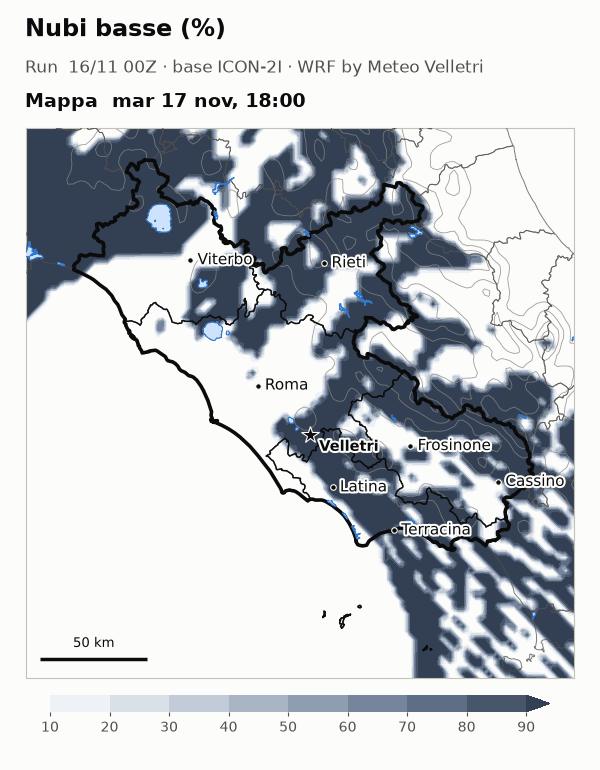 Nubi basse (%)
Run  16/11 00Z · base ICON-2I · WRF by Meteo Velletri
Mappa  mar 17 nov, 18:00
Viterbo
Rieti
Roma
Velletri
Frosinone
Latina
Cassino
Terracina
50 km
10 20 30 40 50 60 70 80 90